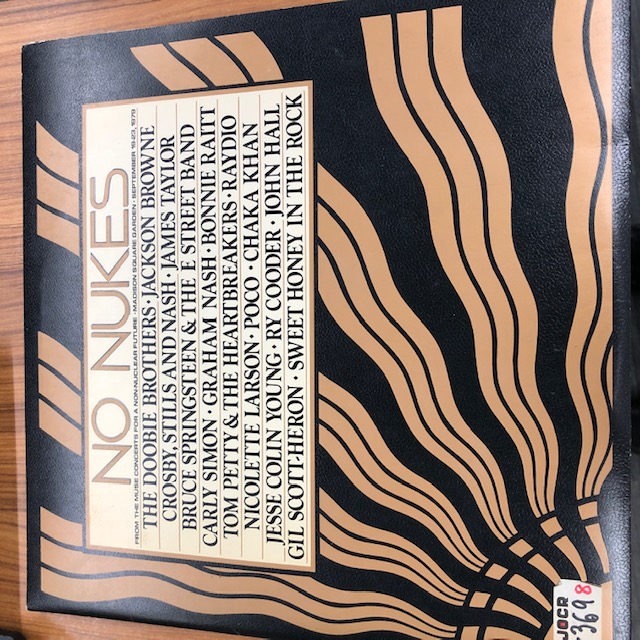 NO NUKES
FROM THE MUSE CONCERTS FOR A NON-NUCLEAR FUTURE · MADISON SQUARE GARDEN · SEPTEMBER 19-23, 1979
THE DOOBIE BROTHERS · JACKSON BROWNE
CROSBY, STILLS AND NASH · JAMES TAYLOR
BRUCE SPRINGSTEEN & THE E STREET BAND
CARLY SIMON · GRAHAM NASH · BONNIE RAITT
TOM PETTY & THE HEARTBREAKERS · RAYDIO
NICOLETTE LARSON · POCO · CHAKA KHAN
JESSE COLIN YOUNG · RY COODER · JOHN HALL
GIL SCOTT-HERON · SWEET HONEY IN THE ROCK
3698